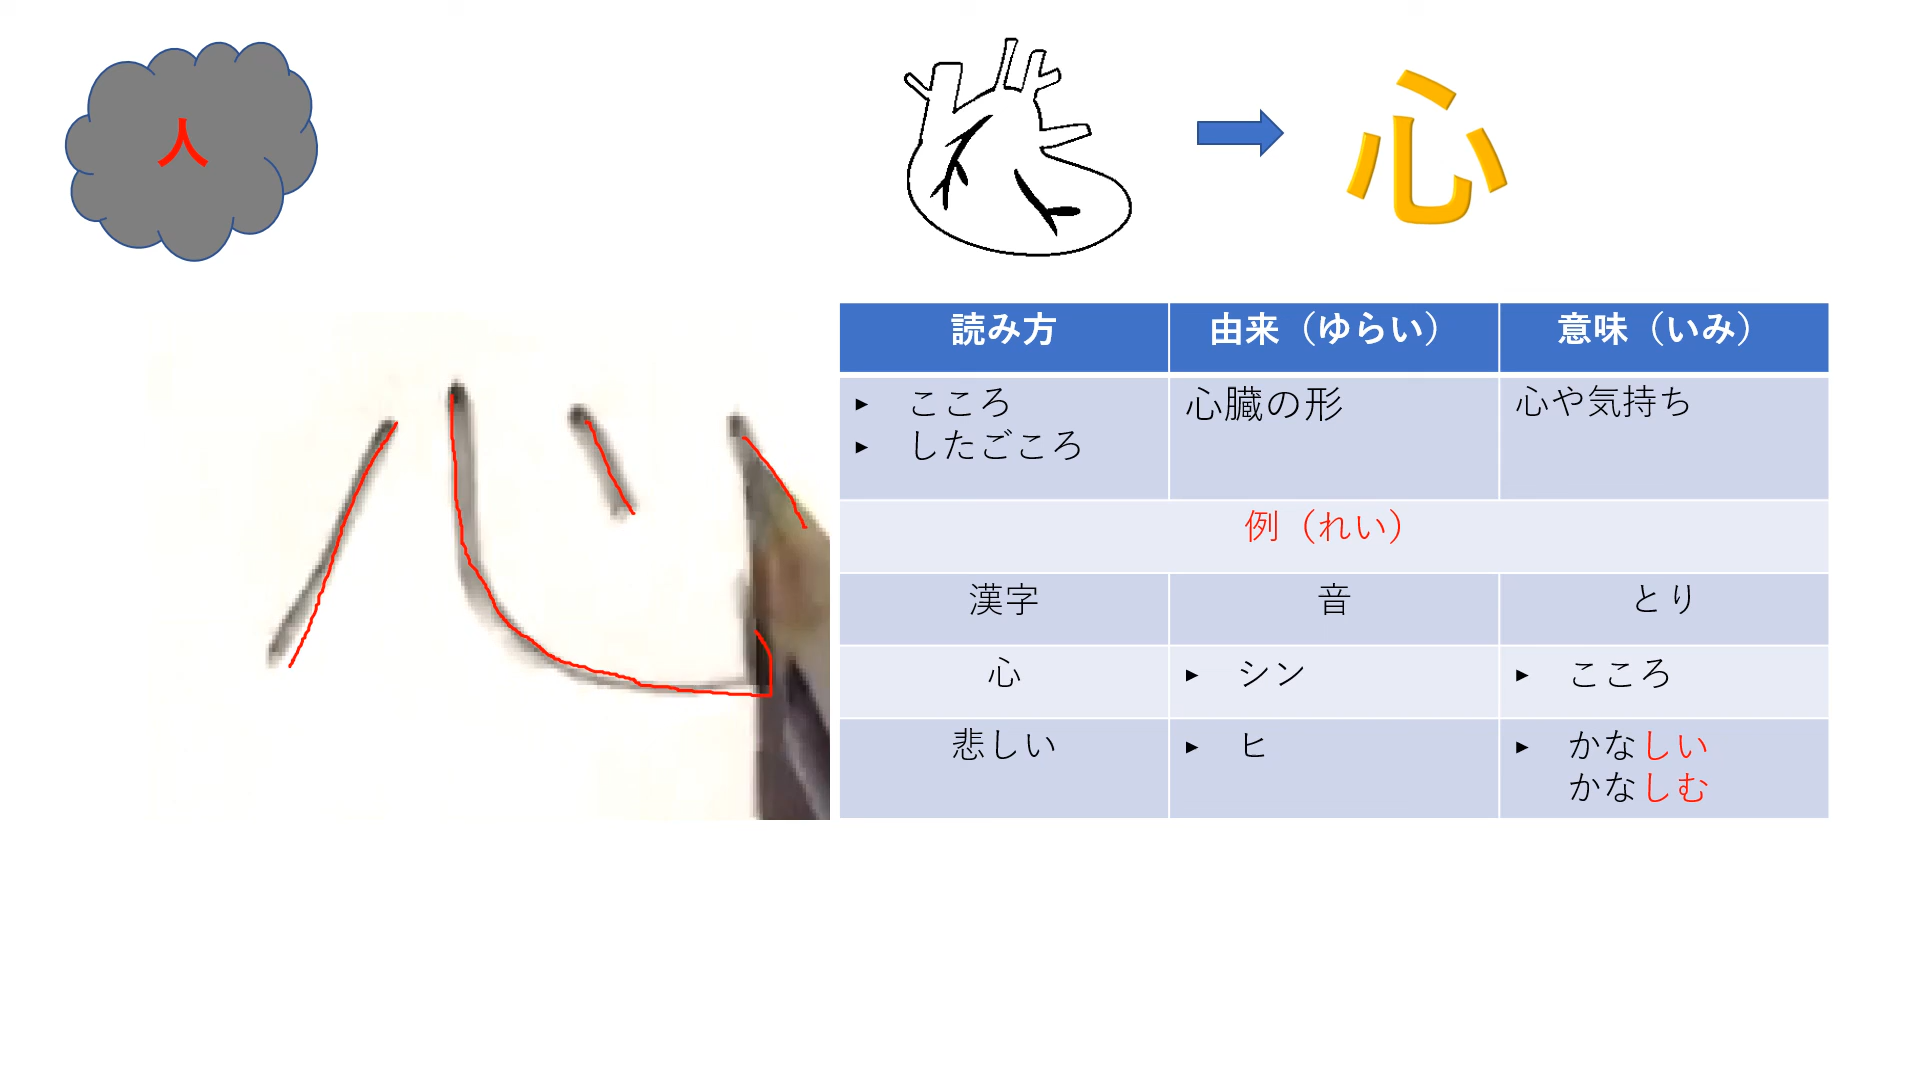 人
心
読み方 由来（ゆらい） 意味（いみ）
▸ こころ
▸ したごころ
心臓の形
心や気持ち
例（れい）
漢字 音 とり
心 ▸ シン ▸ こころ
悲しい ▸ ヒ ▸ かなしい
かなしむ
心